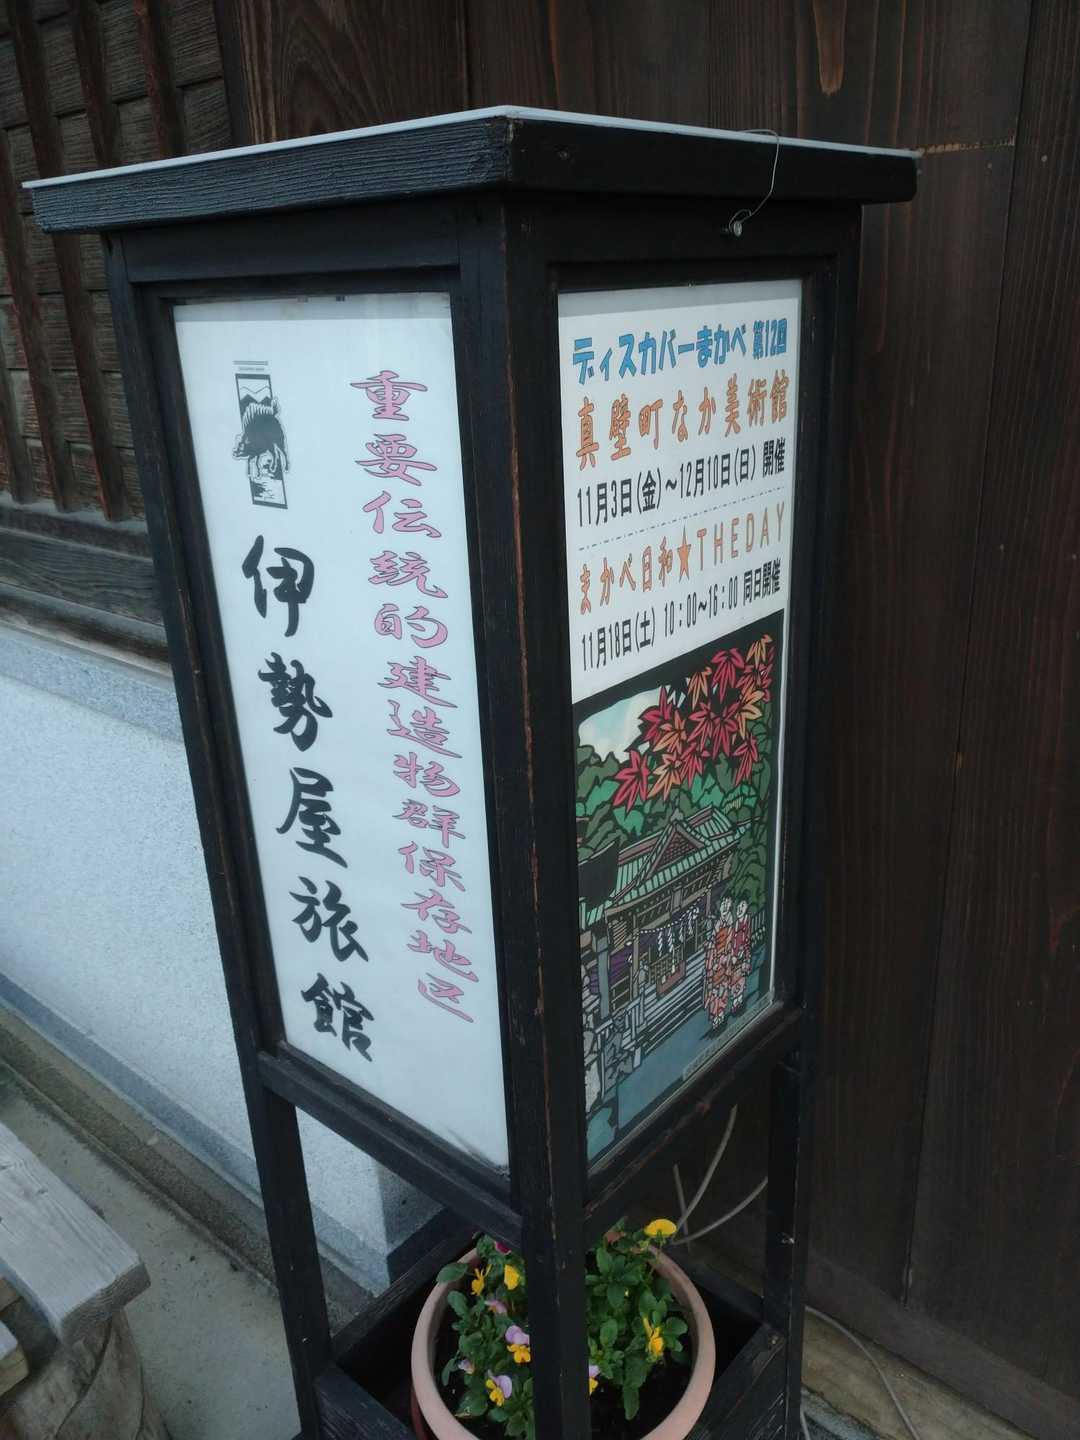 重要伝統的建造物群保存地区
伊勢屋旅館
ディスカバーまかべ 第12回
真壁町なか美術館
11月3日(金)~12月10日(日) 開催
まかべ日和★THEDAY
11月18日(土) 10:00~16:00 同日開催